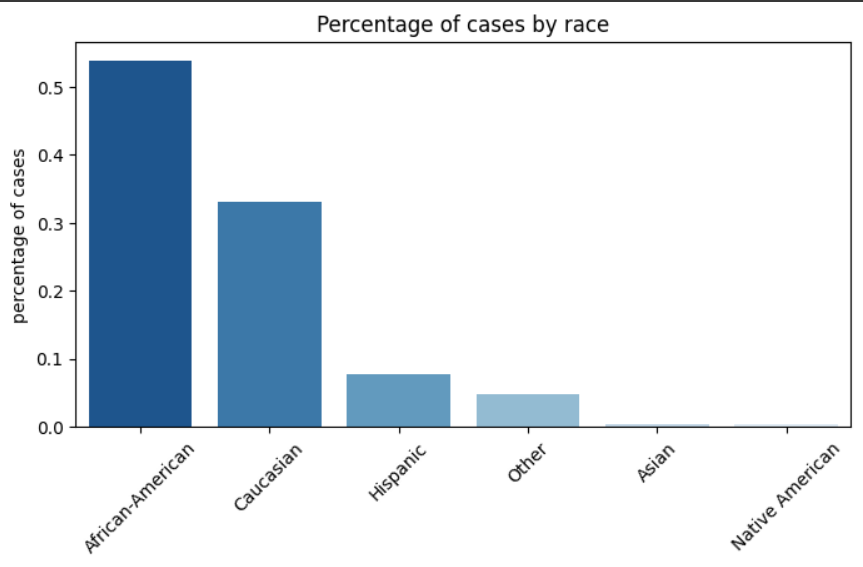 Percentage of cases by race
percentage of cases
0.5
0.4
0.3
0.2
0.1
0.0
African-American
Caucasian
Hispanic
Other
Asian
Native American